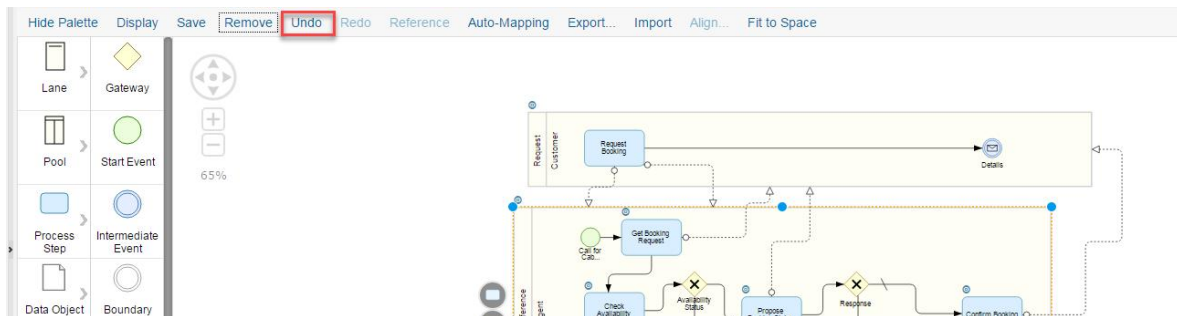 Hide Palette Display Save Remove Undo Redo Reference Auto-Mapping Export... Import Align... Fit to Space
Lane
Gateway
Pool
Start Event
Process
Step
Intermediate
Event
Data Object
Boundary
65%
Request
Customer
Request
Booking
Details
Get Booking
Request
Call for
Cab...
Check
Availability
Availability
Status
Propose
Response
Confirm Booking